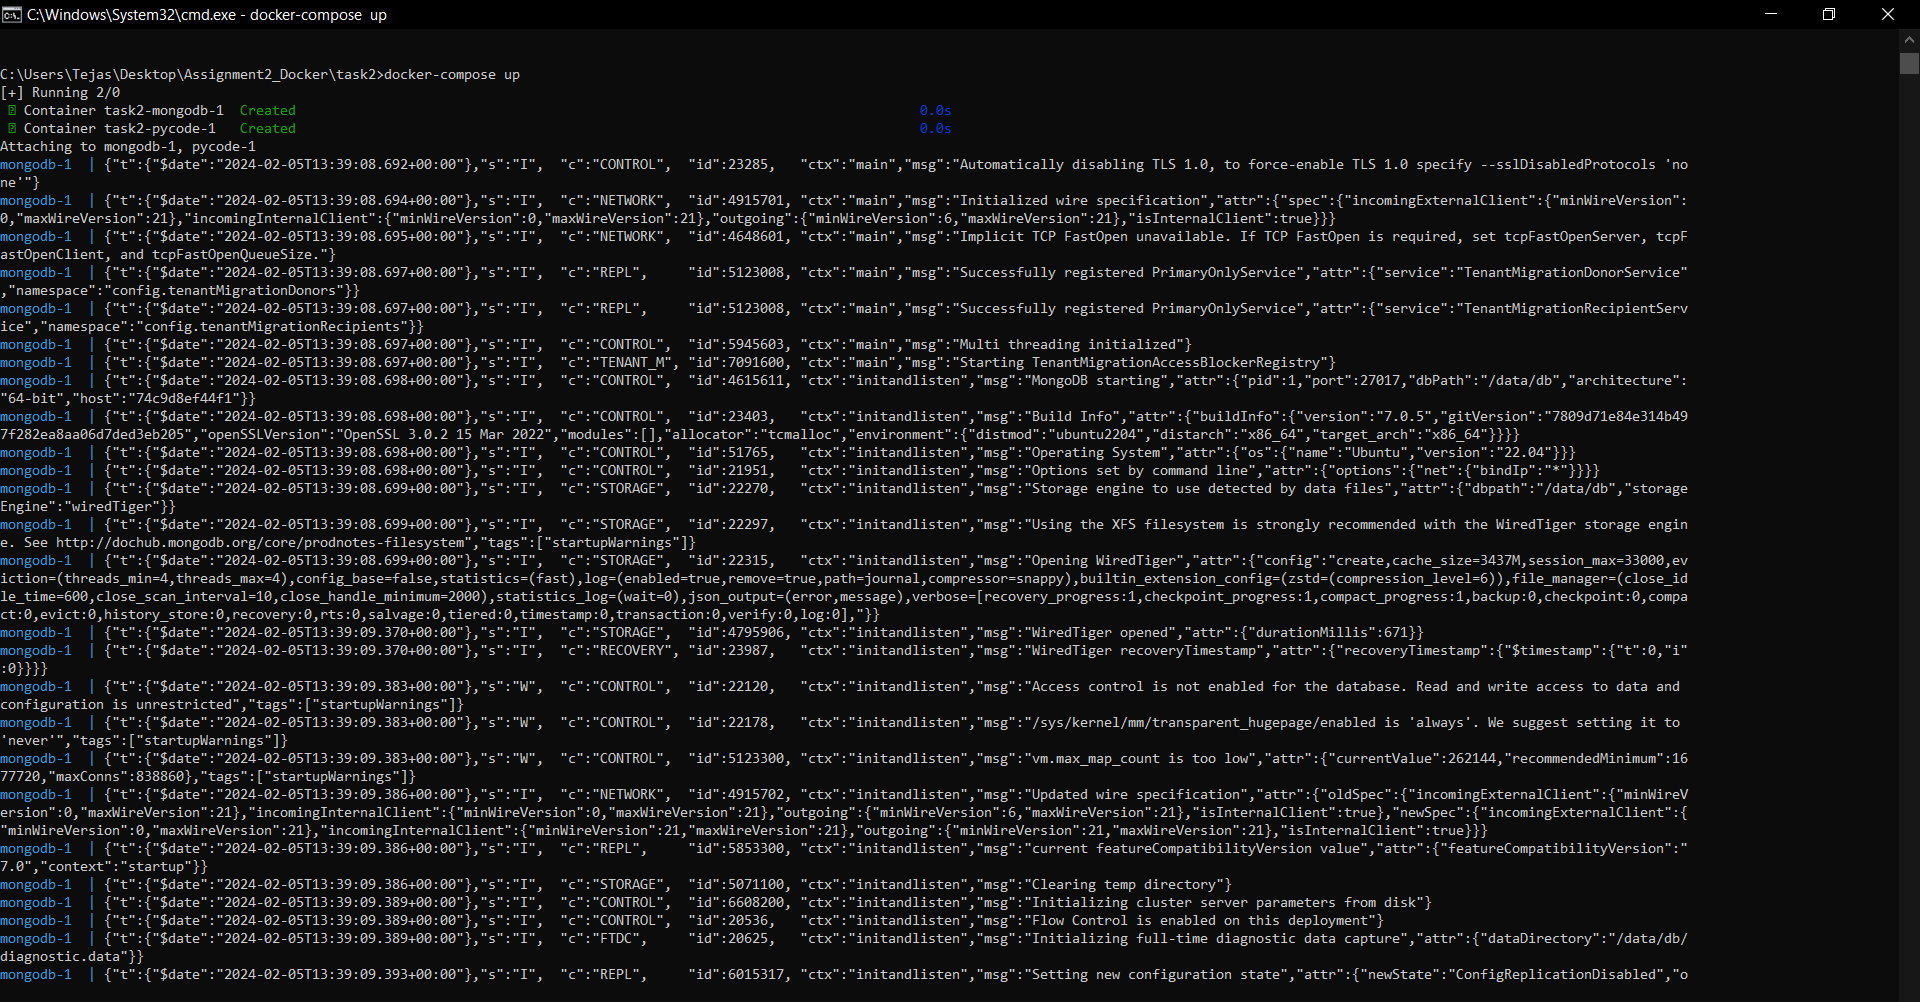 C:\Windows\System32\cmd.exe - docker-compose  up
C:\Users\Tejas\Desktop\Assignment2_Docker\task2>docker-compose up
[+] Running 2/0
Container task2-mongodb-1  Created 0.0s
Container task2-pycode-1   Created 0.0s
Attaching to mongodb-1, pycode-1
mongodb-1  | {"t":{"$date":"2024-02-05T13:39:08.692+00:00"},"s":"I",  "c":"CONTROL",  "id":23285,   "ctx":"main","msg":"Automatically disabling TLS 1.0, to force-enable TLS 1.0 specify --sslDisabledProtocols 'no
ne'"}
mongodb-1  | {"t":{"$date":"2024-02-05T13:39:08.694+00:00"},"s":"I",  "c":"NETWORK",  "id":4915701, "ctx":"main","msg":"Initialized wire specification","attr":{"spec":{"incomingExternalClient":{"minWireVersion":
0,"maxWireVersion":21},"incomingInternalClient":{"minWireVersion":0,"maxWireVersion":21},"outgoing":{"minWireVersion":6,"maxWireVersion":21},"isInternalClient":true}}}
mongodb-1  | {"t":{"$date":"2024-02-05T13:39:08.695+00:00"},"s":"I",  "c":"NETWORK",  "id":4648601, "ctx":"main","msg":"Implicit TCP FastOpen unavailable. If TCP FastOpen is required, set tcpFastOpenServer, tcpF
astOpenClient, and tcpFastOpenQueueSize."}
mongodb-1  | {"t":{"$date":"2024-02-05T13:39:08.697+00:00"},"s":"I",  "c":"REPL",     "id":5123008, "ctx":"main","msg":"Successfully registered PrimaryOnlyService","attr":{"service":"TenantMigrationDonorService"
,"namespace":"config.tenantMigrationDonors"}}
mongodb-1  | {"t":{"$date":"2024-02-05T13:39:08.697+00:00"},"s":"I",  "c":"REPL",     "id":5123008, "ctx":"main","msg":"Successfully registered PrimaryOnlyService","attr":{"service":"TenantMigrationRecipientServ
ice","namespace":"config.tenantMigrationRecipients"}}
mongodb-1  | {"t":{"$date":"2024-02-05T13:39:08.697+00:00"},"s":"I",  "c":"CONTROL",  "id":5945603, "ctx":"main","msg":"Multi threading initialized"}
mongodb-1  | {"t":{"$date":"2024-02-05T13:39:08.697+00:00"},"s":"I",  "c":"TENANT_M", "id":7091600, "ctx":"main","msg":"Starting TenantMigrationAccessBlockerRegistry"}
mongodb-1  | {"t":{"$date":"2024-02-05T13:39:08.698+00:00"},"s":"I",  "c":"CONTROL",  "id":4615611, "ctx":"initandlisten","msg":"MongoDB starting","attr":{"pid":1,"port":27017,"dbPath":"/data/db","architecture":
"64-bit","host":"74c9d8ef44f1"}}
mongodb-1  | {"t":{"$date":"2024-02-05T13:39:08.698+00:00"},"s":"I",  "c":"CONTROL",  "id":23403,   "ctx":"initandlisten","msg":"Build Info","attr":{"buildInfo":{"version":"7.0.5","gitVersion":"7809d71e84e314b49
7f282ea8aa06d7ded3eb205","openSSLVersion":"OpenSSL 3.0.2 15 Mar 2022","modules":[],"allocator":"tcmalloc","environment":{"distmod":"ubuntu2204","distarch":"x86_64","target_arch":"x86_64"}}}}
mongodb-1  | {"t":{"$date":"2024-02-05T13:39:08.698+00:00"},"s":"I",  "c":"CONTROL",  "id":51765,   "ctx":"initandlisten","msg":"Operating System","attr":{"os":{"name":"Ubuntu","version":"22.04"}}}
mongodb-1  | {"t":{"$date":"2024-02-05T13:39:08.698+00:00"},"s":"I",  "c":"CONTROL",  "id":21951,   "ctx":"initandlisten","msg":"Options set by command line","attr":{"options":{"net":{"bindIp":"*"}}}}
mongodb-1  | {"t":{"$date":"2024-02-05T13:39:08.699+00:00"},"s":"I",  "c":"STORAGE",  "id":22270,   "ctx":"initandlisten","msg":"Storage engine to use detected by data files","attr":{"dbpath":"/data/db","storage
Engine":"wiredTiger"}}
mongodb-1  | {"t":{"$date":"2024-02-05T13:39:08.699+00:00"},"s":"I",  "c":"STORAGE",  "id":22297,   "ctx":"initandlisten","msg":"Using the XFS filesystem is strongly recommended with the WiredTiger storage engin
e. See http://dochub.mongodb.org/core/prodnotes-filesystem","tags":["startupWarnings"]}
mongodb-1  | {"t":{"$date":"2024-02-05T13:39:08.699+00:00"},"s":"I",  "c":"STORAGE",  "id":22315,   "ctx":"initandlisten","msg":"Opening WiredTiger","attr":{"config":"create,cache_size=3437M,session_max=33000,ev
iction=(threads_min=4,threads_max=4),config_base=false,statistics=(fast),log=(enabled=true,remove=true,path=journal,compressor=snappy),builtin_extension_config=(zstd=(compression_level=6)),file_manager=(close_id
le_time=600,close_scan_interval=10,close_handle_minimum=2000),statistics_log=(wait=0),json_output=(error,message),verbose=[recovery_progress:1,checkpoint_progress:1,compact_progress:1,backup:0,checkpoint:0,compa
ct:0,evict:0,history_store:0,recovery:0,rts:0,salvage:0,tiered:0,timestamp:0,transaction:0,verify:0,log:0],"}}
mongodb-1  | {"t":{"$date":"2024-02-05T13:39:09.370+00:00"},"s":"I",  "c":"STORAGE",  "id":4795906, "ctx":"initandlisten","msg":"WiredTiger opened","attr":{"durationMillis":671}}
mongodb-1  | {"t":{"$date":"2024-02-05T13:39:09.370+00:00"},"s":"I",  "c":"RECOVERY", "id":23987,   "ctx":"initandlisten","msg":"WiredTiger recoveryTimestamp","attr":{"recoveryTimestamp":{"$timestamp":{"t":0,"i"
:0}}}}
mongodb-1  | {"t":{"$date":"2024-02-05T13:39:09.383+00:00"},"s":"W",  "c":"CONTROL",  "id":22120,   "ctx":"initandlisten","msg":"Access control is not enabled for the database. Read and write access to data and
configuration is unrestricted","tags":["startupWarnings"]}
mongodb-1  | {"t":{"$date":"2024-02-05T13:39:09.383+00:00"},"s":"W",  "c":"CONTROL",  "id":22178,   "ctx":"initandlisten","msg":"/sys/kernel/mm/transparent_hugepage/enabled is 'always'. We suggest setting it to
'never'","tags":["startupWarnings"]}
mongodb-1  | {"t":{"$date":"2024-02-05T13:39:09.383+00:00"},"s":"W",  "c":"CONTROL",  "id":5123300, "ctx":"initandlisten","msg":"vm.max_map_count is too low","attr":{"currentValue":262144,"recommendedMinimum":16
77720,"maxConns":838860},"tags":["startupWarnings"]}
mongodb-1  | {"t":{"$date":"2024-02-05T13:39:09.386+00:00"},"s":"I",  "c":"NETWORK",  "id":4915702, "ctx":"initandlisten","msg":"Updated wire specification","attr":{"oldSpec":{"incomingExternalClient":{"minWireV
ersion":0,"maxWireVersion":21},"incomingInternalClient":{"minWireVersion":0,"maxWireVersion":21},"outgoing":{"minWireVersion":6,"maxWireVersion":21},"isInternalClient":true},"newSpec":{"incomingExternalClient":{
"minWireVersion":0,"maxWireVersion":21},"incomingInternalClient":{"minWireVersion":21,"maxWireVersion":21},"outgoing":{"minWireVersion":21,"maxWireVersion":21},"isInternalClient":true}}}
mongodb-1  | {"t":{"$date":"2024-02-05T13:39:09.386+00:00"},"s":"I",  "c":"REPL",     "id":5853300, "ctx":"initandlisten","msg":"current featureCompatibilityVersion value","attr":{"featureCompatibilityVersion":"
7.0","context":"startup"}}
mongodb-1  | {"t":{"$date":"2024-02-05T13:39:09.386+00:00"},"s":"I",  "c":"STORAGE",  "id":5071100, "ctx":"initandlisten","msg":"Clearing temp directory"}
mongodb-1  | {"t":{"$date":"2024-02-05T13:39:09.389+00:00"},"s":"I",  "c":"CONTROL",  "id":6608200, "ctx":"initandlisten","msg":"Initializing cluster server parameters from disk"}
mongodb-1  | {"t":{"$date":"2024-02-05T13:39:09.389+00:00"},"s":"I",  "c":"CONTROL",  "id":20536,   "ctx":"initandlisten","msg":"Flow Control is enabled on this deployment"}
mongodb-1  | {"t":{"$date":"2024-02-05T13:39:09.389+00:00"},"s":"I",  "c":"FTDC",     "id":20625,   "ctx":"initandlisten","msg":"Initializing full-time diagnostic data capture","attr":{"dataDirectory":"/data/db/
diagnostic.data"}}
mongodb-1  | {"t":{"$date":"2024-02-05T13:39:09.393+00:00"},"s":"I",  "c":"REPL",     "id":6015317, "ctx":"initandlisten","msg":"Setting new configuration state","attr":{"newState":"ConfigReplicationDisabled","o